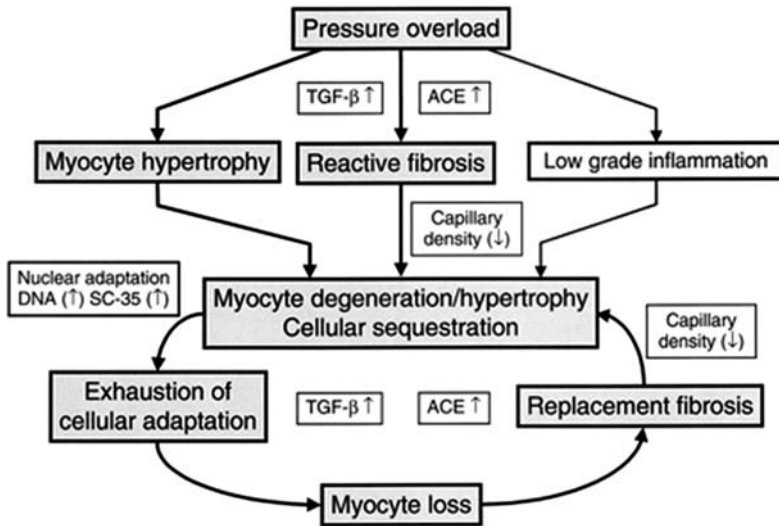 Pressure overload
TGF-β ↑
ACE ↑
Myocyte hypertrophy
Reactive fibrosis
Low grade inflammation
Capillary
density (↓)
Nuclear adaptation
DNA (↑) SC-35 (↑)
Myocyte degeneration/hypertrophy
Cellular sequestration
Capillary
density (↓)
Exhaustion of
cellular adaptation
TGF-β ↑
ACE ↑
Replacement fibrosis
Myocyte loss